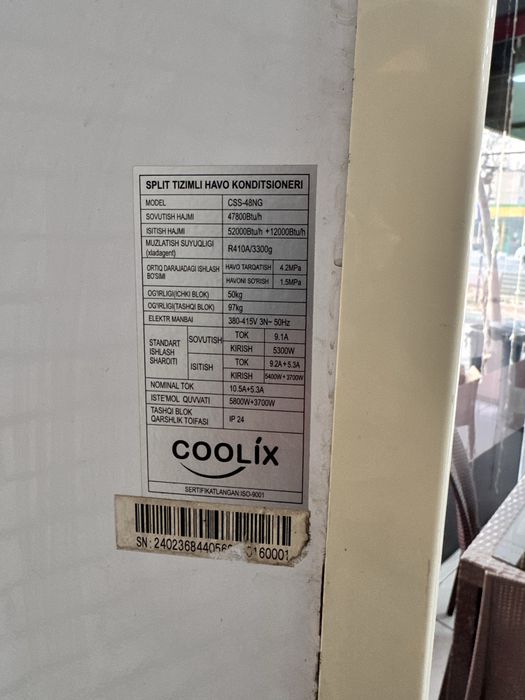 SPLIT TIZIMLI HAVO KONDITSIONERI
MODEL CSS-48NG
SOVUTISH HAJMI 47800Btu/h
ISITISH HAJMI 52000Btu/h +12000Btu/h
MUZLATISH SUYUQLIGI (xladagent) R410A/3300g
ORTIQ DARAJADAGI ISHLASH BO'SIMI HAVO TARQATISH 4.2MPa
HAVONI SO'RISH 1.5MPa
OG'IRLIGI(ICHKI BLOK) 50kg
OG'IRLIGI(TASHQI BLOK) 97kg
ELEKTR MANBAI 380-415V 3N~ 50Hz
STANDART ISHLASH SHAROITI SOVUTISH TOK 9.1A
KIRISH 5300W
ISITISH TOK 9.2A+5.3A
KIRISH 5400W+3700W
NOMINAL TOK 10.5A+5.3A
ISTE'MOL QUVVATI 5800W+3700W
TASHQI BLOK QARSHLIK TOIFASI IP 24
COOLIX
SERTIFIKATLANGAN ISO-9001